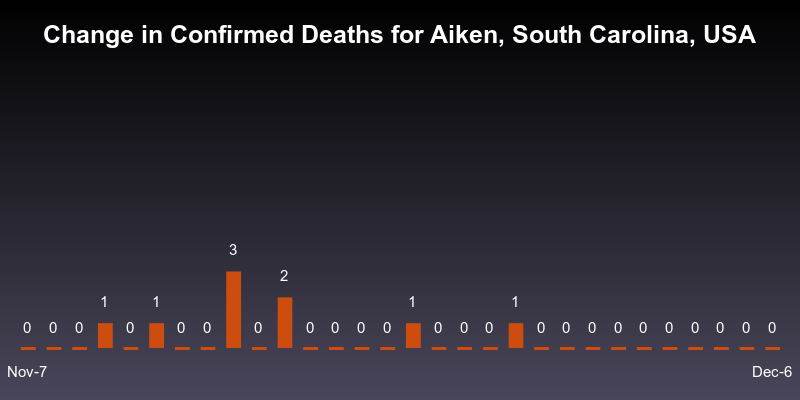 Change in Confirmed Deaths for Aiken, South Carolina, USA
3
2
1 1 1 1
0 0 0 0 0 0 0 0 0 0 0 0 0 0 0 0 0 0 0 0 0 0 0 0
Nov-7 Dec-6